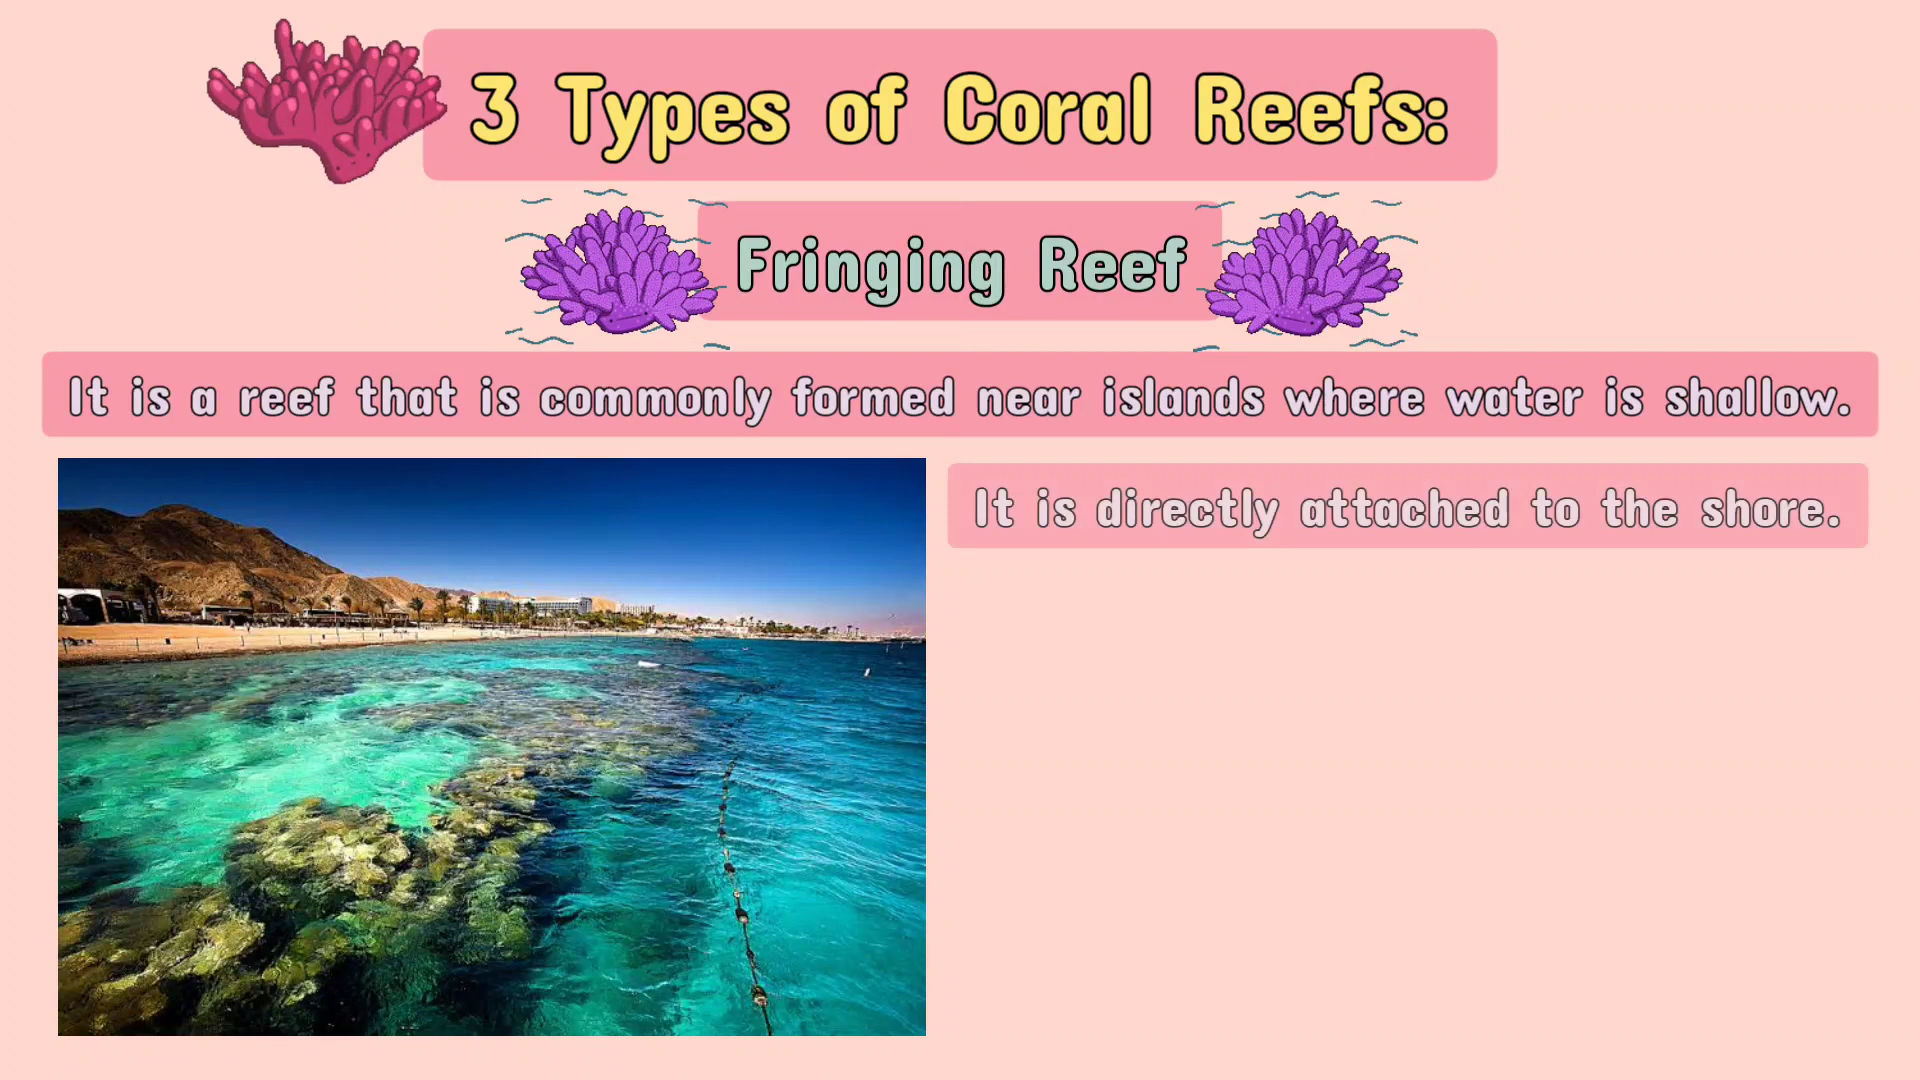 3 Types of Coral Reefs:
Fringing Reef
It is a reef that is commonly formed near islands where water is shallow.
It is directly attached to the shore.